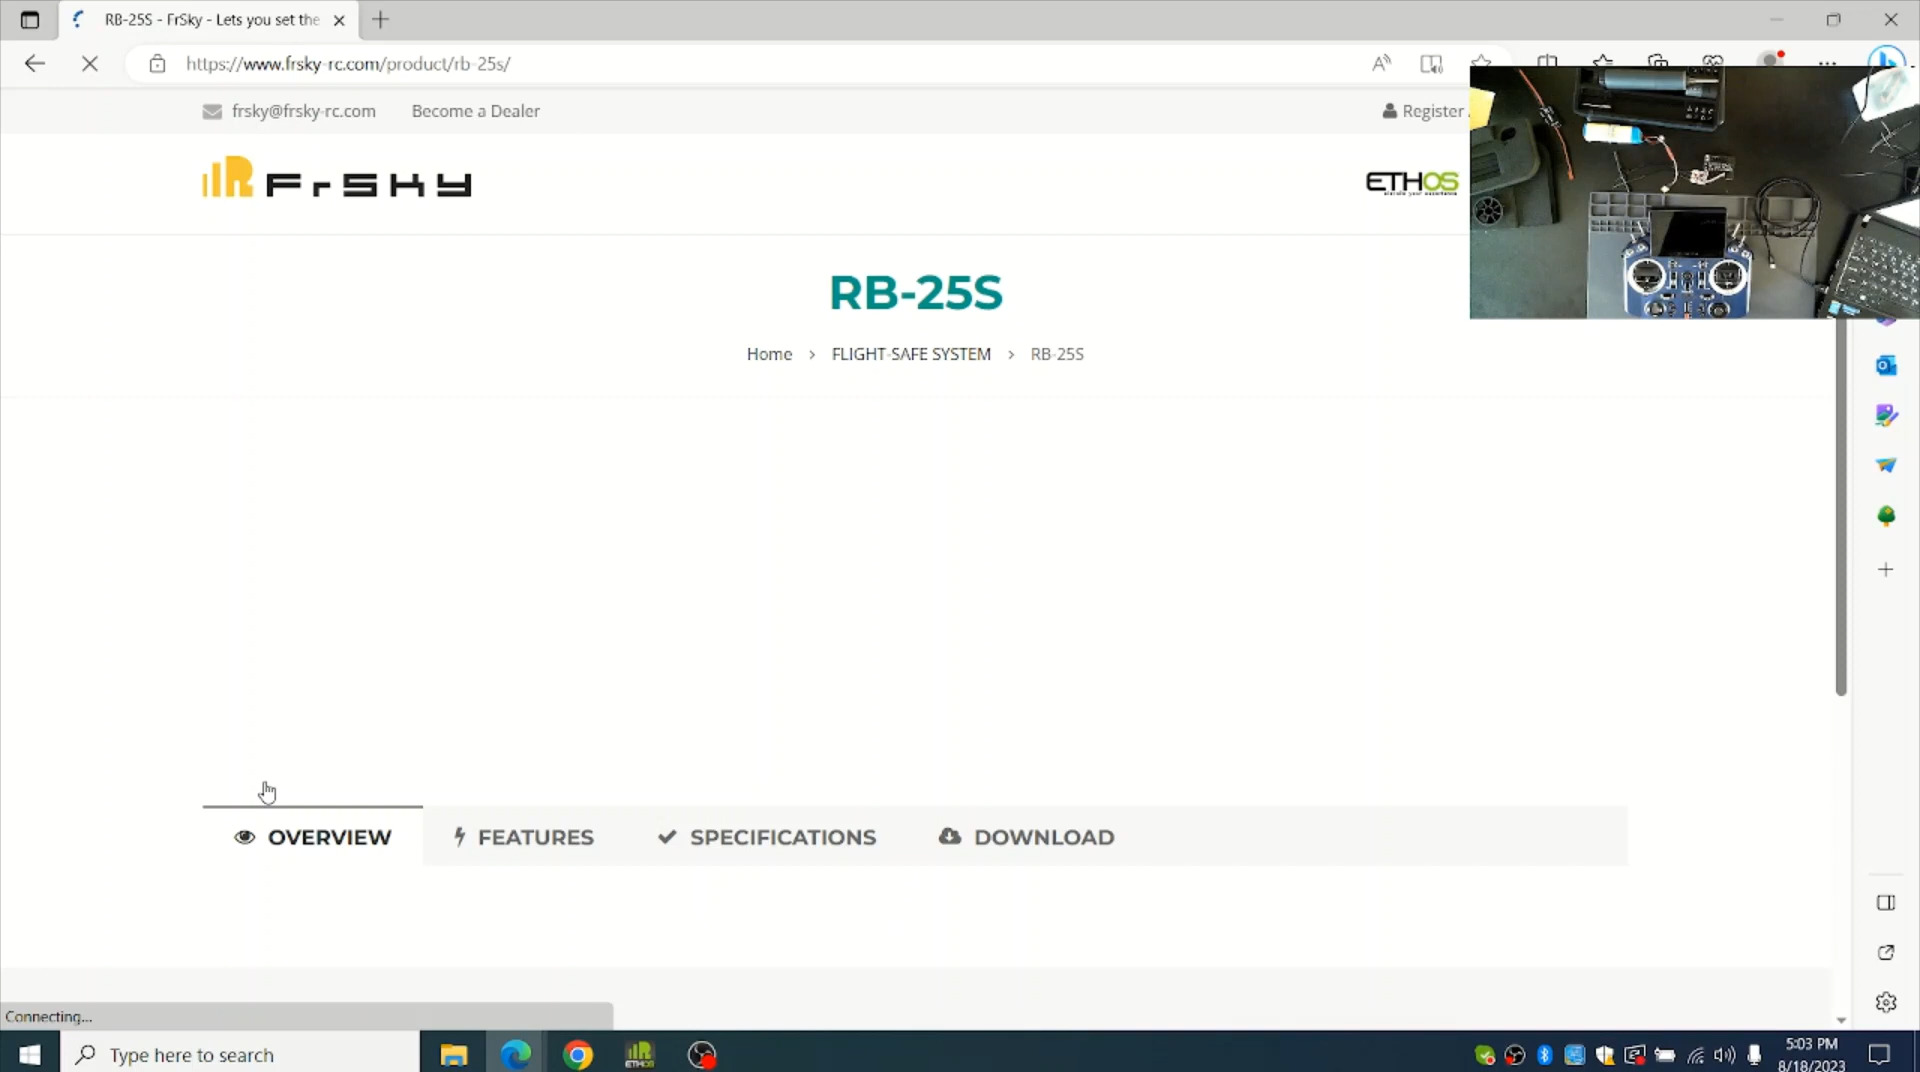 RB-25S - FrSky - Lets you set the
https://www.frsky-rc.com/product/rb-25s/
frsky@frsky-rc.com
Become a Dealer
Register
FrSky
ETHOS
RB-25S
Home > FLIGHT-SAFE SYSTEM > RB-25S
OVERVIEW
FEATURES
SPECIFICATIONS
DOWNLOAD
Connecting...
Type here to search
ETHOS
5:03 PM
8/18/2023